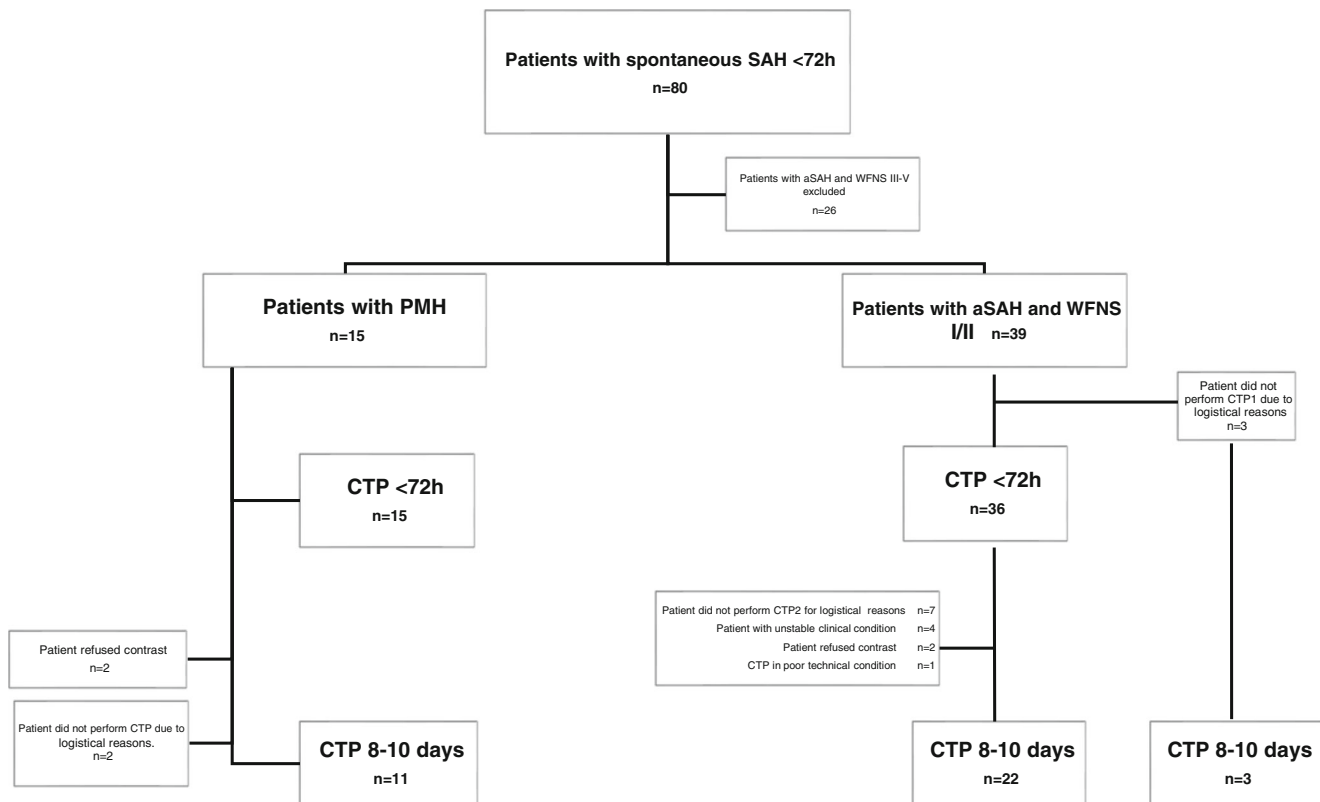 Patients with spontaneous SAH <72h
n=80
Patients with aSAH and WFNS III-V
excluded
n=26
Patients with PMH
n=15
Patients with aSAH and WFNS
I/II n=39
Patient did not
perform CTP1 due to
logistical reasons
n=3
CTP <72h
n=15
CTP <72h
n=36
Patient did not perform CTP2 for logistical reasons n=7
Patient with unstable clinical condition n=4
Patient refused contrast n=2
CTP in poor technical condition n=1
Patient refused contrast
n=2
Patient did not perform CTP due to
logistical reasons.
n=2
CTP 8-10 days
n=11
CTP 8-10 days
n=22
CTP 8-10 days
n=3